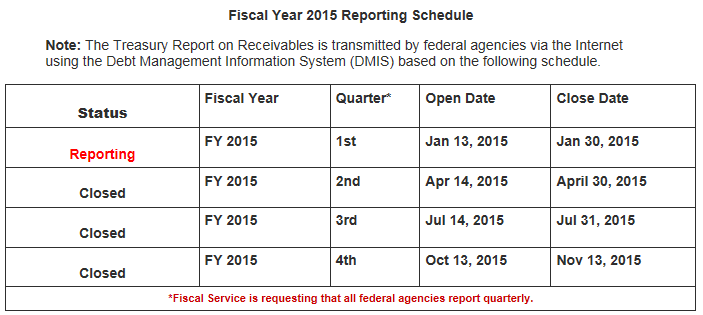 Fiscal Year 2015 Reporting Schedule
Note: The Treasury Report on Receivables is transmitted by federal agencies via the Internet
using the Debt Management Information System (DMIS) based on the following schedule.
Status Fiscal Year Quarter* Open Date Close Date
Reporting FY 2015 1st Jan 13, 2015 Jan 30, 2015
Closed FY 2015 2nd Apr 14, 2015 April 30, 2015
Closed FY 2015 3rd Jul 14, 2015 Jul 31, 2015
Closed FY 2015 4th Oct 13, 2015 Nov 13, 2015
*Fiscal Service is requesting that all federal agencies report quarterly.